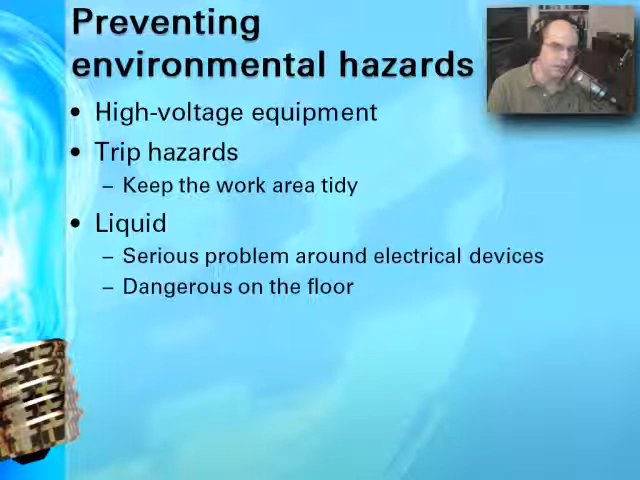 Preventing
environmental hazards
• High-voltage equipment
• Trip hazards
– Keep the work area tidy
• Liquid
– Serious problem around electrical devices
– Dangerous on the floor